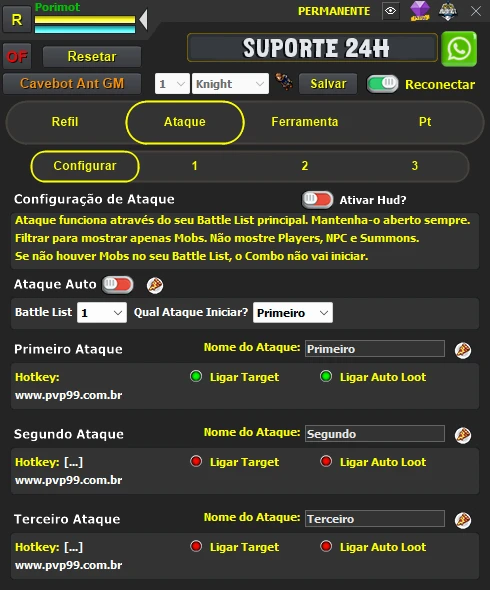 R
Porimot
PERMANENTE
OF
Resetar
SUPORTE 24H
Cavebot Ant GM
1
Knight
Salvar
Reconectar
Refil
Ataque
Ferramenta
Pt
Configurar
1
2
3
Configuração de Ataque
Ativar Hud?
Ataque funciona através do seu Battle List principal. Mantenha-o aberto sempre.
Filtrar para mostrar apenas Mobs. Não mostre Players, NPC e Summons.
Se não houver Mobs no seu Battle List, o Combo não vai iniciar.
Ataque Auto
Battle List 1 Qual Ataque Iniciar? Primeiro
Primeiro Ataque
Nome do Ataque: Primeiro
Hotkey:
Ligar Target
Ligar Auto Loot
www.pvp99.com.br
Segundo Ataque
Nome do Ataque: Segundo
Hotkey: [...]
Ligar Target
Ligar Auto Loot
www.pvp99.com.br
Terceiro Ataque
Nome do Ataque: Terceiro
Hotkey: [...]
Ligar Target
Ligar Auto Loot
www.pvp99.com.br